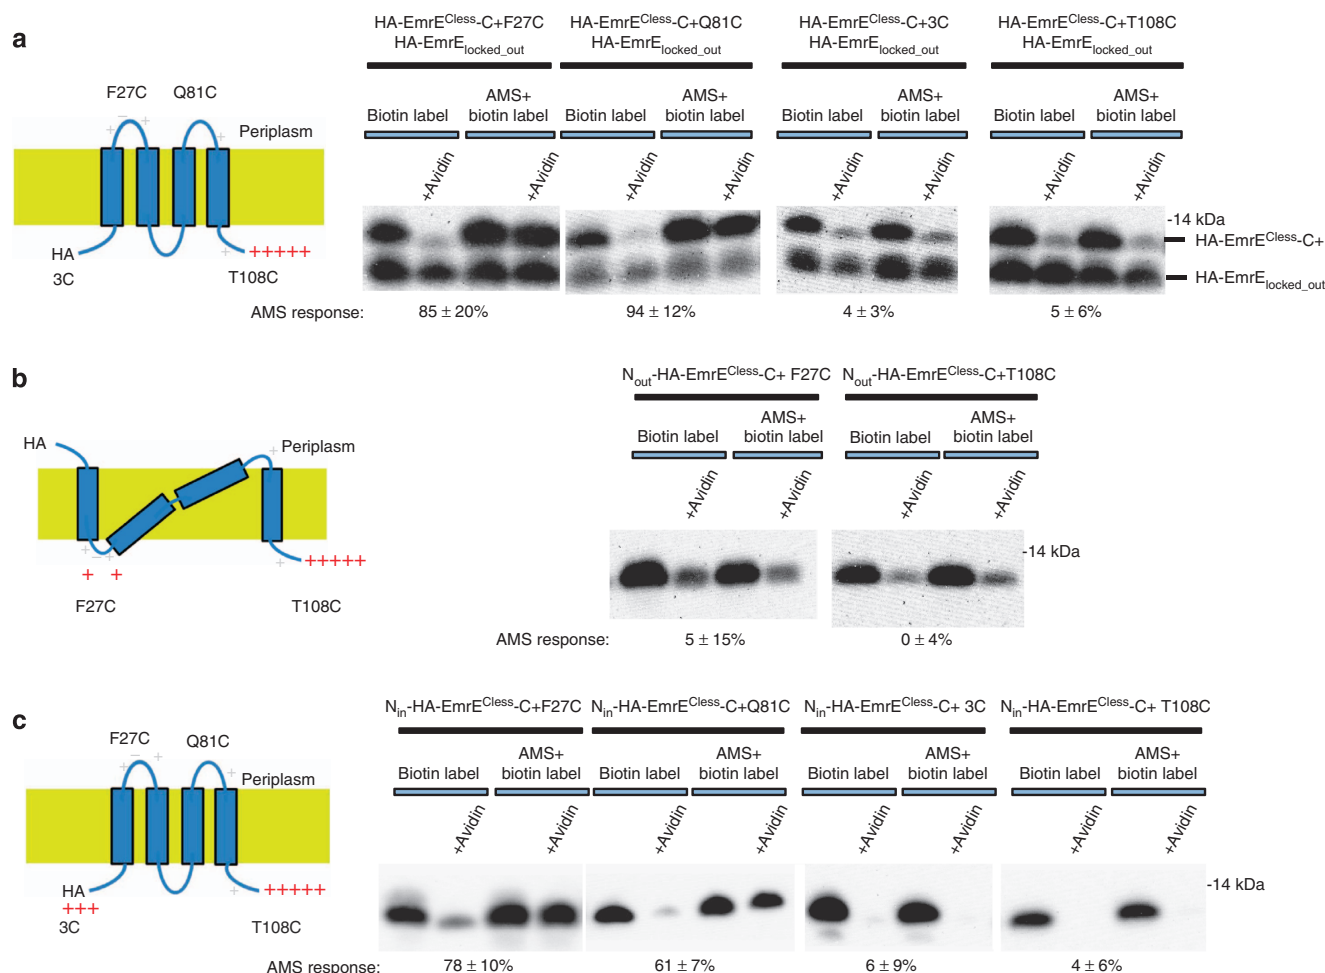 a
HA-EmrE^Cless-C+F27C
HA-EmrE_locked_out
HA-EmrE^Cless-C+Q81C
HA-EmrE_locked_out
HA-EmrE^Cless-C+3C
HA-EmrE_locked_out
HA-EmrE^Cless-C+T108C
HA-EmrE_locked_out
F27C Q81C
Periplasm
+ − + +
HA
3C
+ +++++
T108C
Biotin label
AMS+
biotin label
Biotin label
AMS+
biotin label
Biotin label
AMS+
biotin label
Biotin label
AMS+
biotin label
+Avidin +Avidin +Avidin +Avidin +Avidin +Avidin +Avidin +Avidin
-14 kDa
HA-EmrE^Cless-C+
HA-EmrE_locked_out
AMS response: 85 ± 20% 94 ± 12% 4 ± 3% 5 ± 6%
b
N_out-HA-EmrE^Cless-C+ F27C N_out-HA-EmrE^Cless-C+T108C
HA
Periplasm
+
+ − +
+ +
+ +++++
F27C T108C
Biotin label
AMS+
biotin label
Biotin label
AMS+
biotin label
+Avidin +Avidin +Avidin +Avidin
-14 kDa
AMS response: 5 ± 15% 0 ± 4%
c
N_in-HA-EmrE^Cless-C+F27C N_in-HA-EmrE^Cless-C+Q81C N_in-HA-EmrE^Cless-C+ 3C N_in-HA-EmrE^Cless-C+ T108C
F27C Q81C
Periplasm
+ − + +
HA
+++
3C
+ +++++
T108C
Biotin label
AMS+
biotin label
Biotin label
AMS+
biotin label
Biotin label
AMS+
biotin label
Biotin label
AMS+
biotin label
+Avidin +Avidin +Avidin +Avidin +Avidin +Avidin +Avidin +Avidin
-14 kDa
AMS response: 78 ± 10% 61 ± 7% 6 ± 9% 4 ± 6%